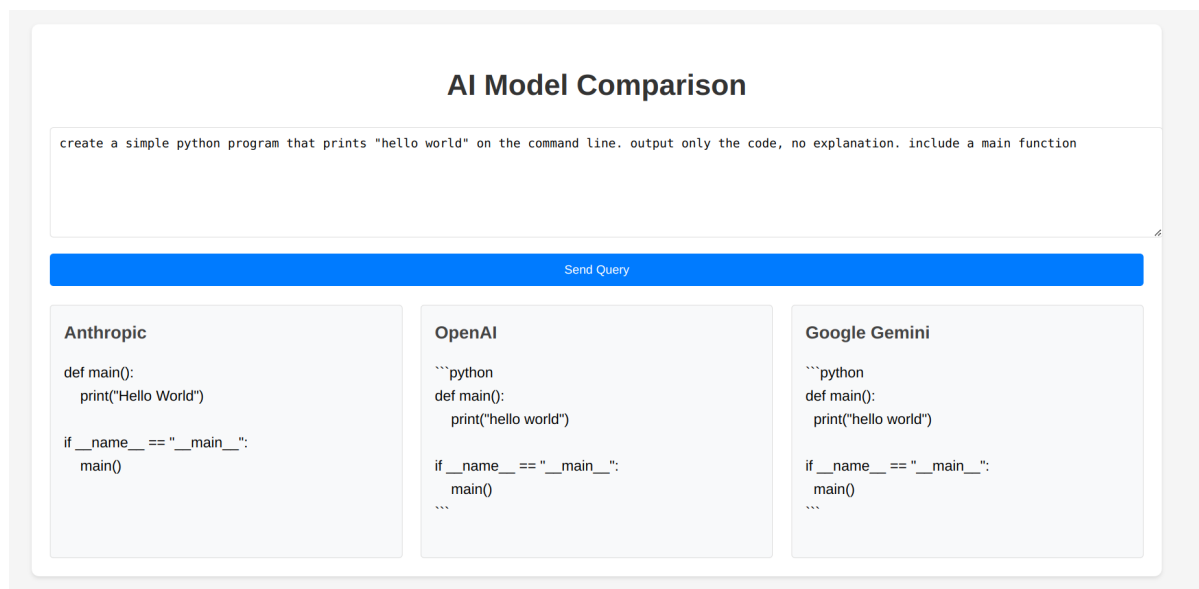 AI Model Comparison
create a simple python program that prints "hello world" on the command line. output only the code, no explanation. include a main function
Send Query
Anthropic
def main():
    print("Hello World")
if __name__ == "__main__":
    main()
OpenAI
```python
def main():
    print("hello world")
if __name__ == "__main__":
    main()
```
Google Gemini
```python
def main():
  print("hello world")
if __name__ == "__main__":
  main()
```